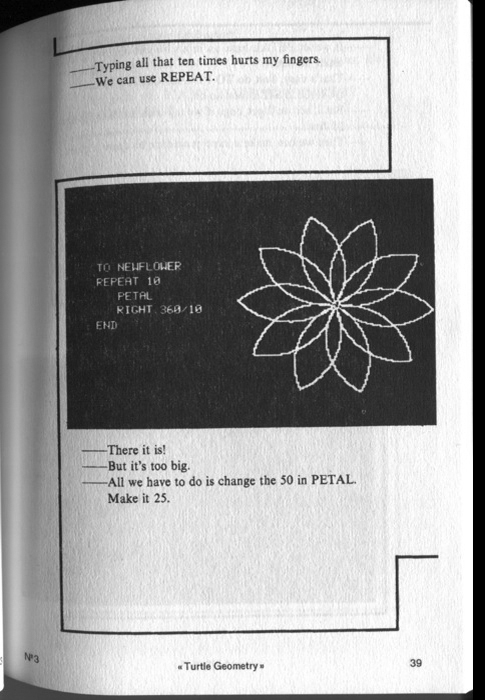 ——Typing all that ten times hurts my fingers.
——We can use REPEAT.
TO NEWFLOWER
REPEAT 10
PETAL
RIGHT 360/10
END
——There it is!
——But it's too big.
——All we have to do is change the 50 in PETAL.
Make it 25.
Nº3
« Turtle Geometry »
39